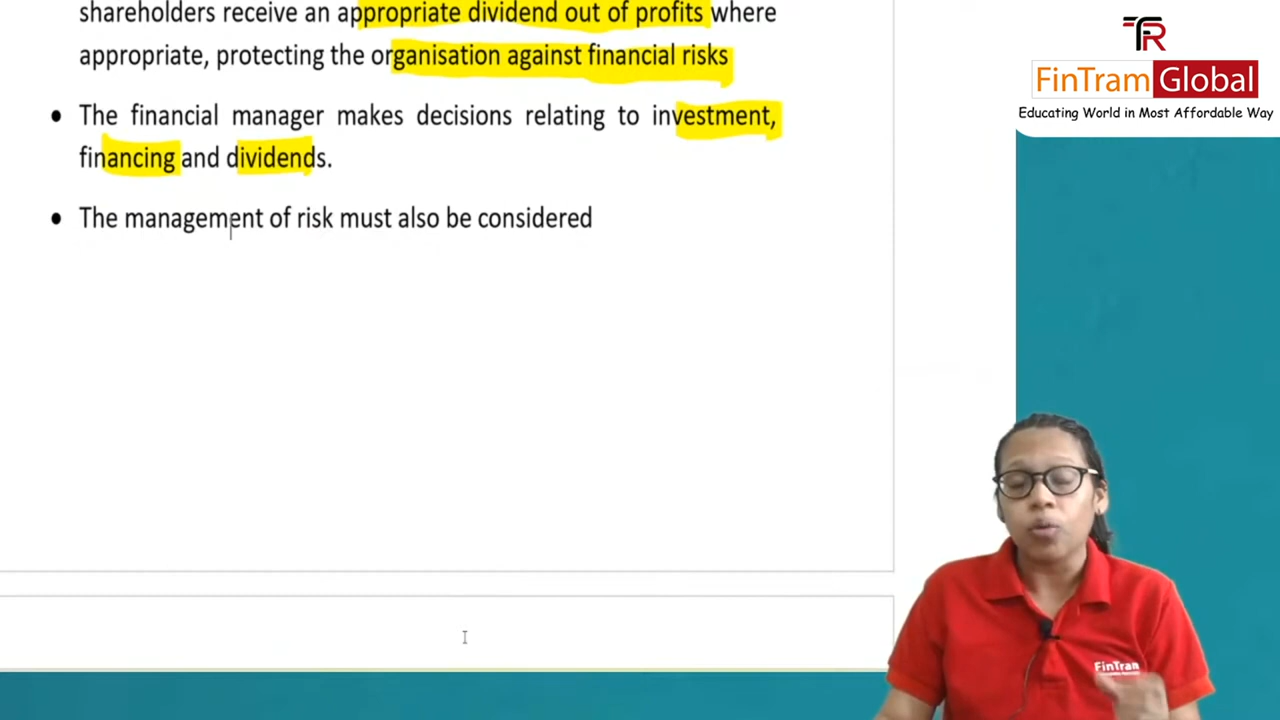 shareholders receive an appropriate dividend out of profits where
appropriate, protecting the organisation against financial risks
• The financial manager makes decisions relating to investment,
financing and dividends.
• The management of risk must also be considered
TR
FinTram Global
Educating World in Most Affordable Way
FinTram